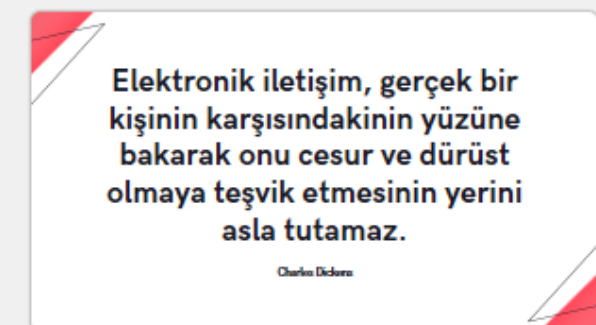 Elektronik iletişim, gerçek bir
kişinin karşısındakinin yüzüne
bakarak onu cesur ve dürüst
olmaya teşvik etmesinin yerini
asla tutamaz.
Charles Dickens